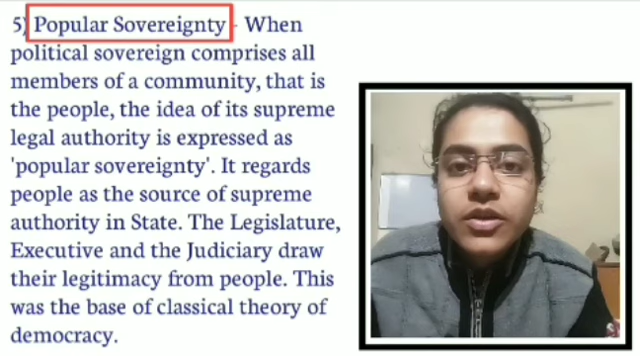 5) Popular Sovereignty - When
political sovereign comprises all
members of a community, that is
the people, the idea of its supreme
legal authority is expressed as
'popular sovereignty'. It regards
people as the source of supreme
authority in State. The Legislature,
Executive and the Judiciary draw
their legitimacy from people. This
was the base of classical theory of
democracy.